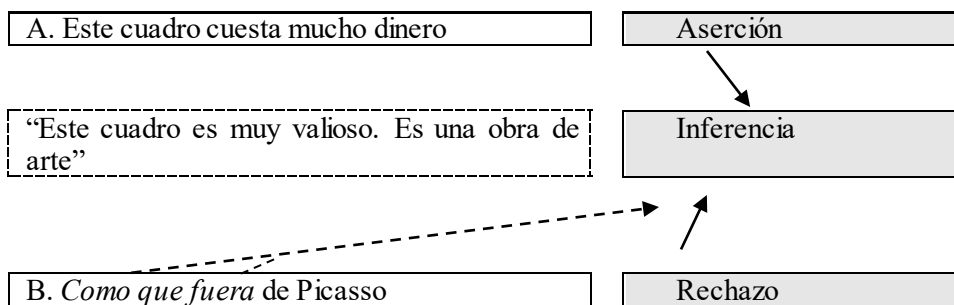 A. Este cuadro cuesta mucho dinero
Aserción
“Este cuadro es muy valioso. Es una obra de
arte”
Inferencia
B. Como que fuera de Picasso
Rechazo